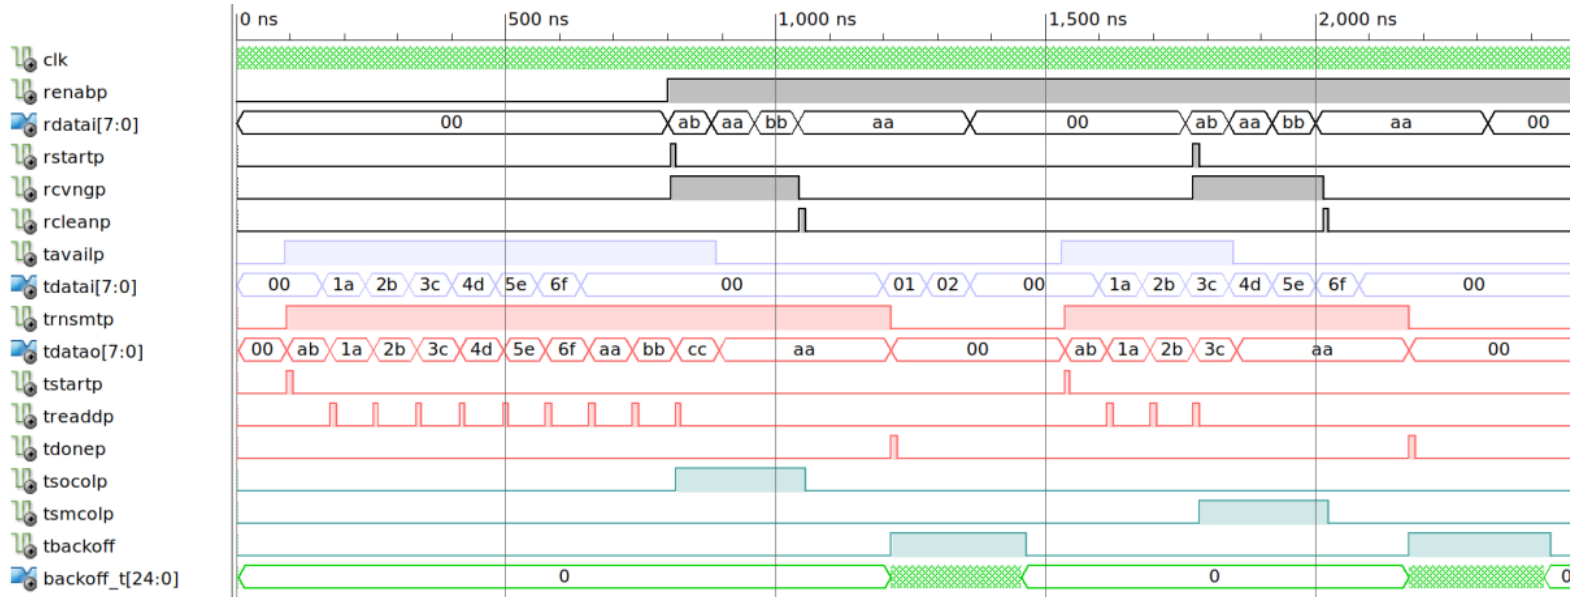 0 ns 500 ns 1,000 ns 1,500 ns 2,000 ns
clk
renabp
rdatai[7:0] 00 ab aa bb aa 00 ab aa bb aa 00
rstartp
rcvngp
rcleanp
tavailp
tdatai[7:0] 00 1a 2b 3c 4d 5e 6f 00 01 02 00 1a 2b 3c 4d 5e 6f 00
trnsmtp
tdatao[7:0] 00 ab 1a 2b 3c 4d 5e 6f aa bb cc aa 00 ab 1a 2b 3c aa 00
tstartp
treaddp
tdonep
tsocolp
tsmcolp
tbackoff
backoff_t[24:0] 0 0 0